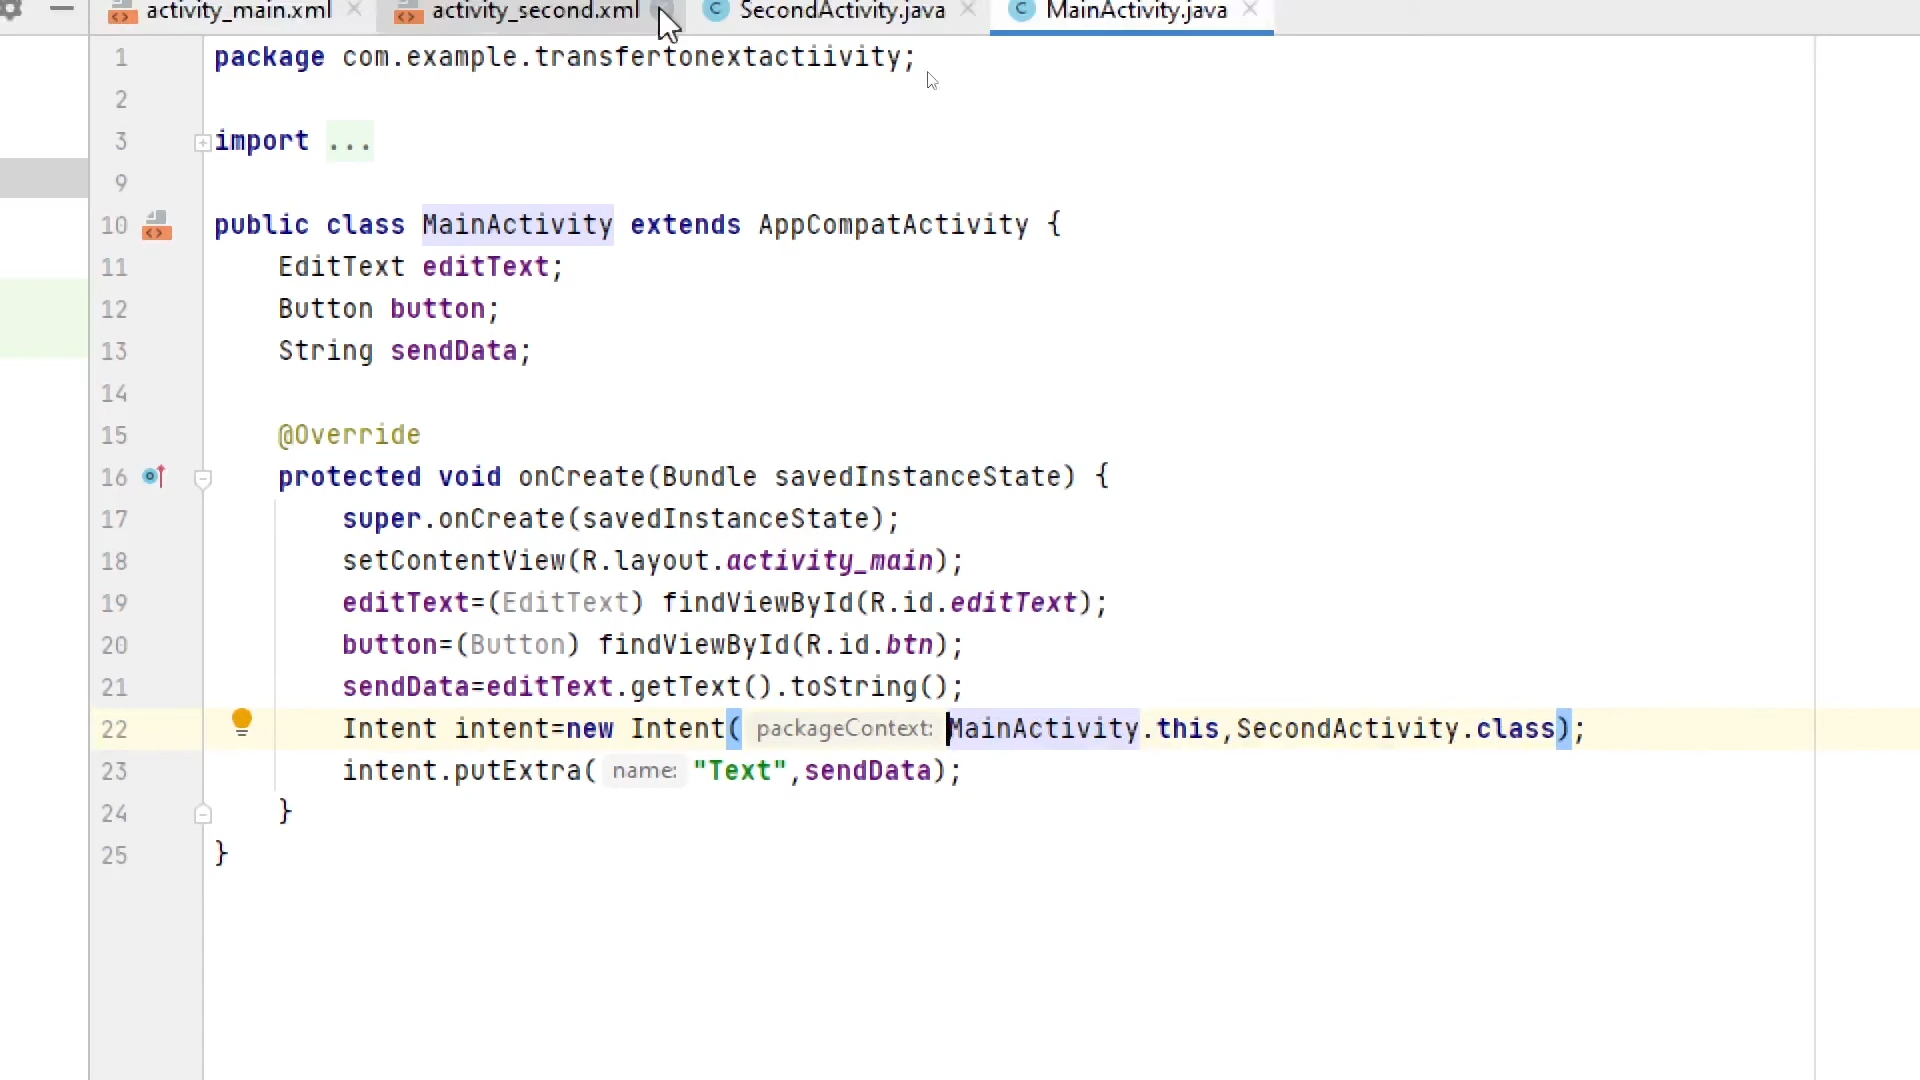 activity_main.xml activity_second.xml SecondActivity.java MainActivity.java
1 package com.example.transfertonextactiivity;
2
3 import ...
9
10 public class MainActivity extends AppCompatActivity {
11 EditText editText;
12 Button button;
13 String sendData;
14
15 @Override
16 protected void onCreate(Bundle savedInstanceState) {
17 super.onCreate(savedInstanceState);
18 setContentView(R.layout.activity_main);
19 editText=(EditText) findViewById(R.id.editText);
20 button=(Button) findViewById(R.id.btn);
21 sendData=editText.getText().toString();
22 Intent intent=new Intent( packageContext: MainActivity.this,SecondActivity.class);
23 intent.putExtra( name: "Text",sendData);
24 }
25 }